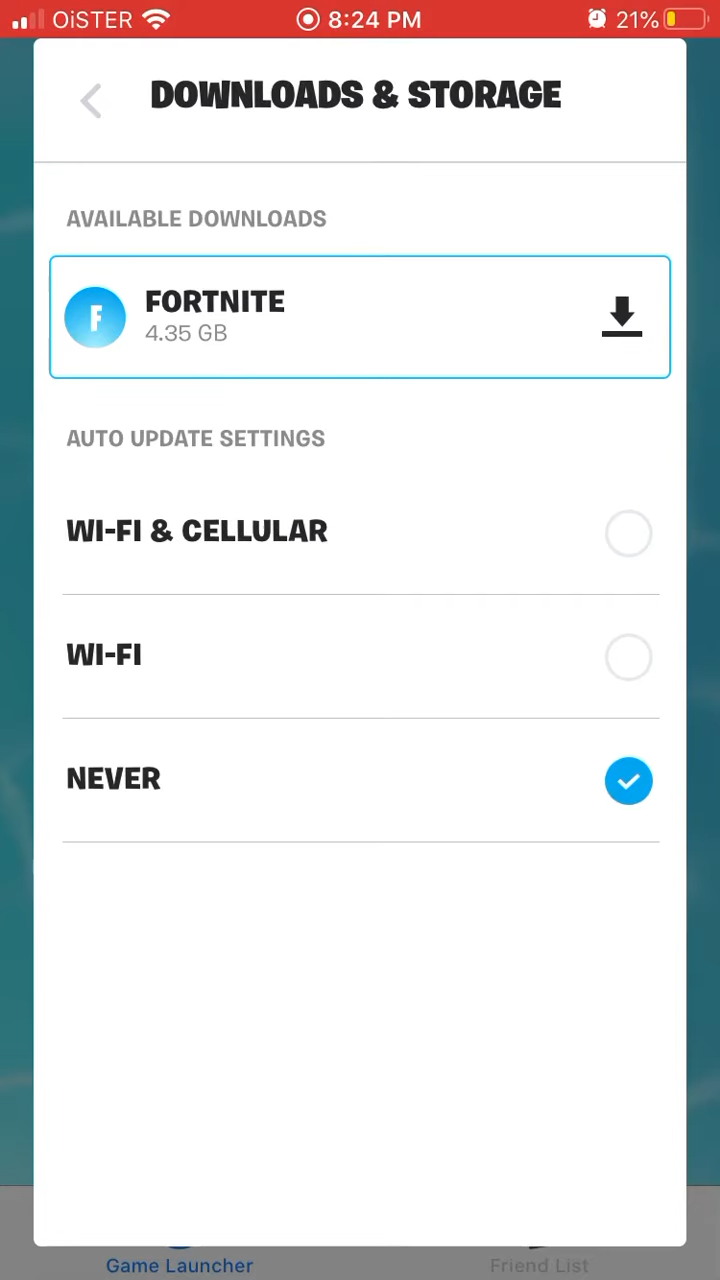 OiSTER 8:24 PM 21%
DOWNLOADS & STORAGE
AVAILABLE DOWNLOADS
F FORTNITE
4.35 GB
AUTO UPDATE SETTINGS
WI-FI & CELLULAR
WI-FI
NEVER
Game Launcher Friend List